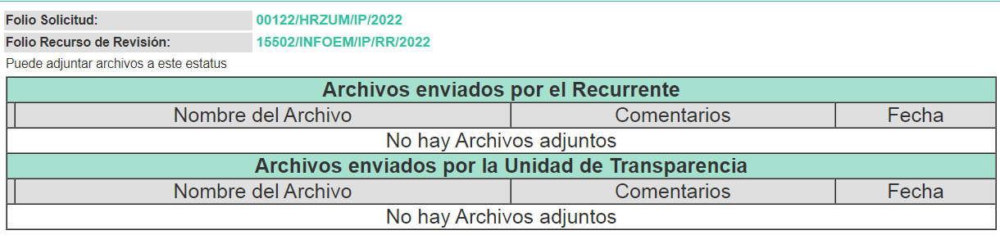 Folio Solicitud: 00122/HRZUM/IP/2022
Folio Recurso de Revisión: 15502/INFOEM/IP/RR/2022
Puede adjuntar archivos a este estatus
Archivos enviados por el Recurrente
Nombre del Archivo Comentarios Fecha
No hay Archivos adjuntos
Archivos enviados por la Unidad de Transparencia
Nombre del Archivo Comentarios Fecha
No hay Archivos adjuntos